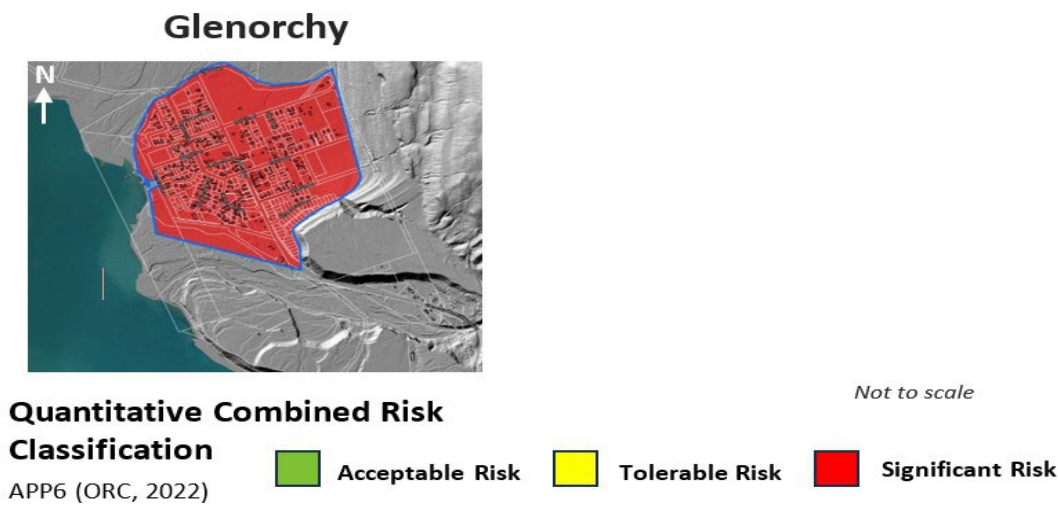 Glenorchy
N
Not to scale
Quantitative Combined Risk
Classification
APP6 (ORC, 2022)
Acceptable Risk
Tolerable Risk
Significant Risk